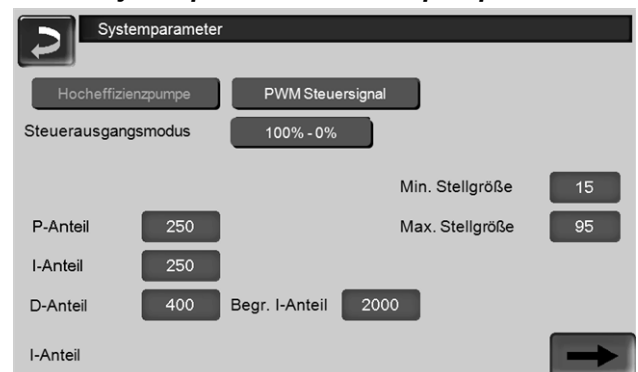 Systemparameter
Hocheffizienzpumpe PWM Steuersignal
Steuerausgangsmodus 100% - 0%
Min. Stellgröße 15
P-Anteil 250 Max. Stellgröße 95
I-Anteil 250
D-Anteil 400 Begr. I-Anteil 2000
I-Anteil